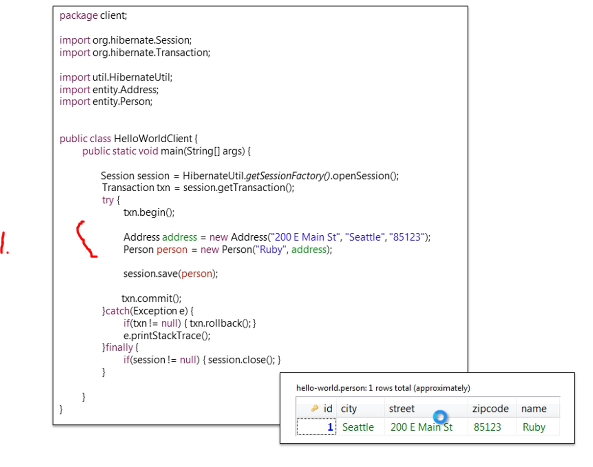 package client;
import org.hibernate.Session;
import org.hibernate.Transaction;
import util.HibernateUtil;
import entity.Address;
import entity.Person;
public class HelloWorldClient {
public static void main(String[] args) {
Session session = HibernateUtil.getSessionFactory().openSession();
Transaction txn = session.getTransaction();
try {
txn.begin();
Address address = new Address("200 E Main St", "Seattle", "85123");
1.
Person person = new Person("Ruby", address);
session.save(person);
txn.commit();
}catch(Exception e) {
if(txn != null) { txn.rollback(); }
e.printStackTrace();
}finally {
if(session != null) { session.close(); }
}
}
}
hello-world.person: 1 rows total (approximately)
id city street zipcode name
1 Seattle 200 E Main St 85123 Ruby